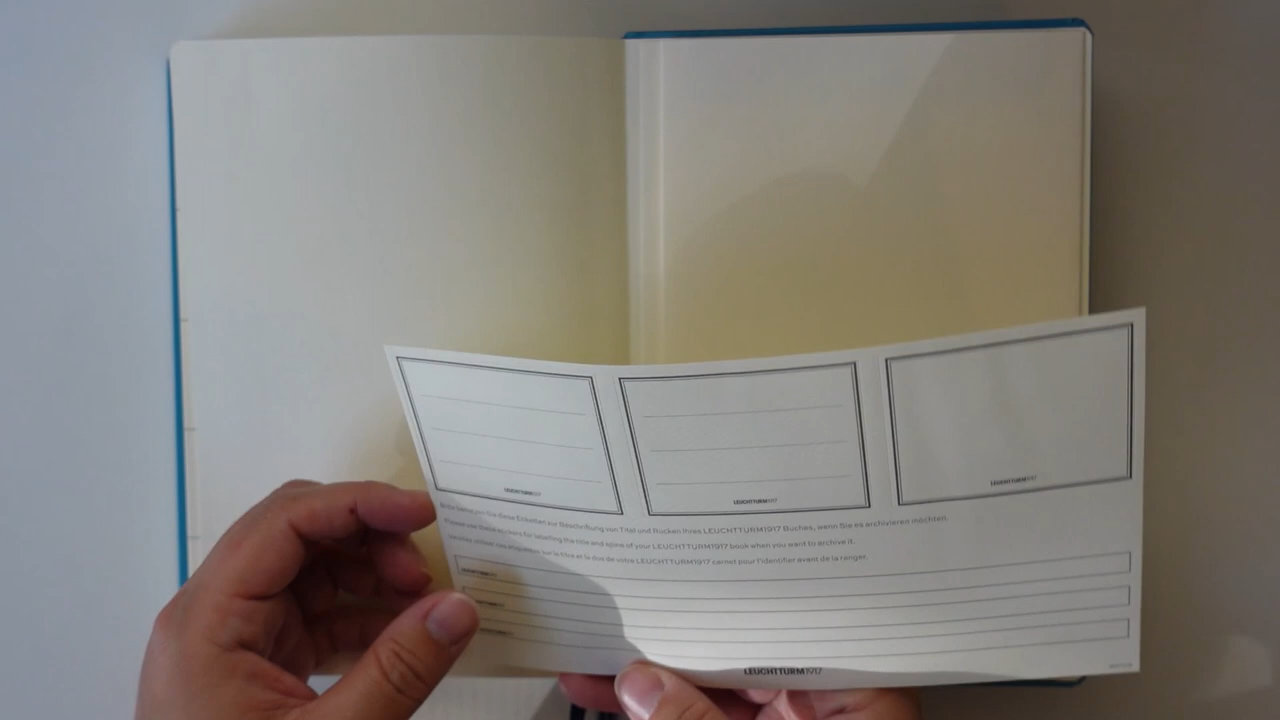 LEUCHTTURM1917
LEUCHTTURM1917
LEUCHTTURM1917
Bitte benutzen Sie diese Etiketten zur Beschriftung von Titel und Rücken Ihres LEUCHTTURM1917 Buches, wenn Sie es archivieren möchten.
Please use these stickers for labelling the title and spine of your LEUCHTTURM1917 book when you want to archive it.
Veuillez utiliser ces étiquettes sur le titre et le dos de votre LEUCHTTURM1917 carnet pour l'identifier avant de le ranger.
LEUCHTTURM1917